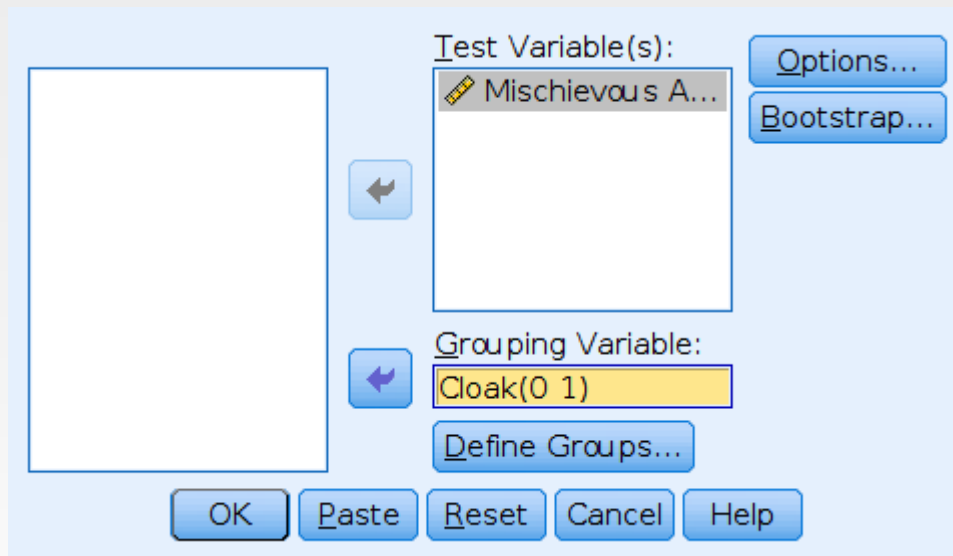 Test Variable(s):
Mischievous A...
Options...
Bootstrap...
Grouping Variable:
Cloak(0 1)
Define Groups...
OK Paste Reset Cancel Help